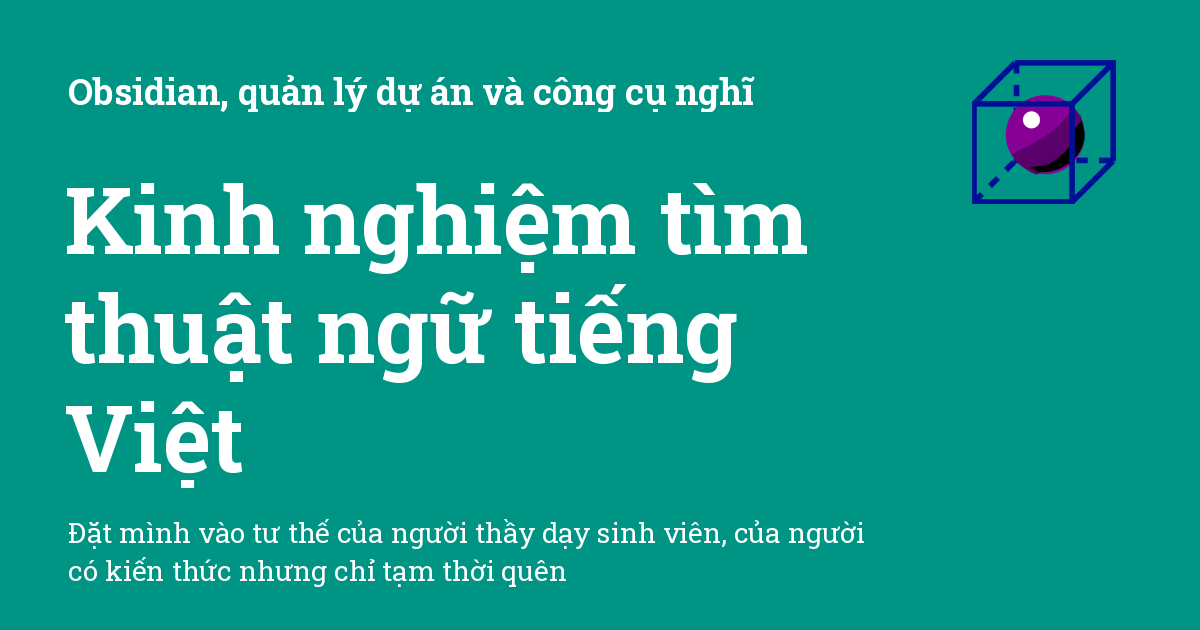 Obsidian, quản lý dự án và công cụ nghĩ
Kinh nghiệm tìm
thuật ngữ tiếng
Việt
Đặt mình vào tư thế của người thầy dạy sinh viên, của người
có kiến thức nhưng chỉ tạm thời quên